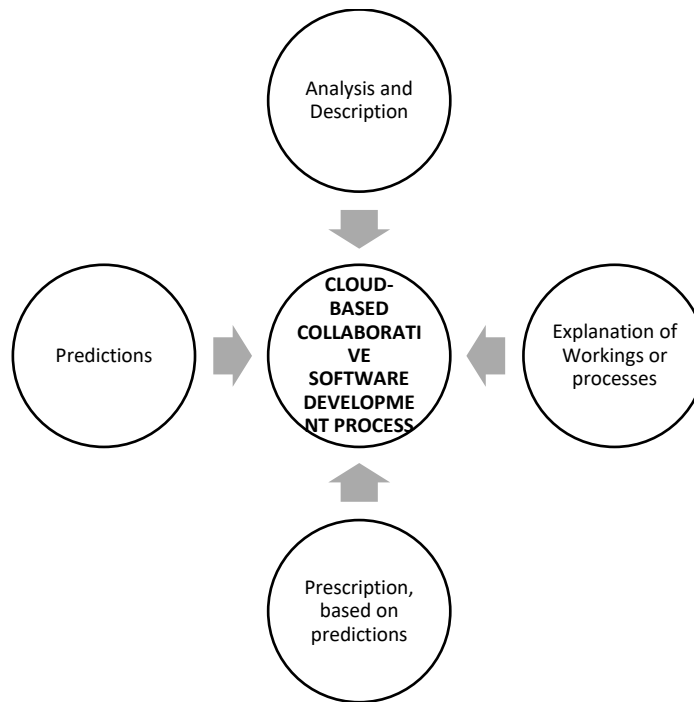 Analysis and
Description
CLOUD-
BASED
COLLABORATI
VE
SOFTWARE
DEVELOPME
NT PROCESS
Predictions
Explanation of
Workings or
processes
Prescription,
based on
predictions